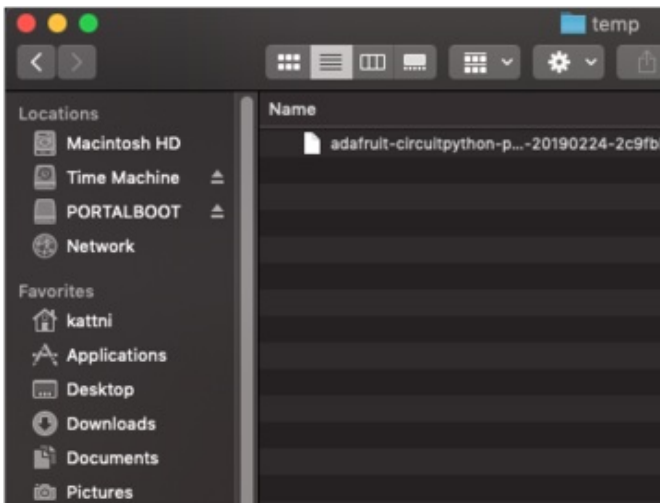 temp
Locations
Macintosh HD
Time Machine
PORTALBOOT
Network
Favorites
kattni
Applications
Desktop
Downloads
Documents
Pictures
Name
adafruit-circuitpython-p...-20190224-2c9fb